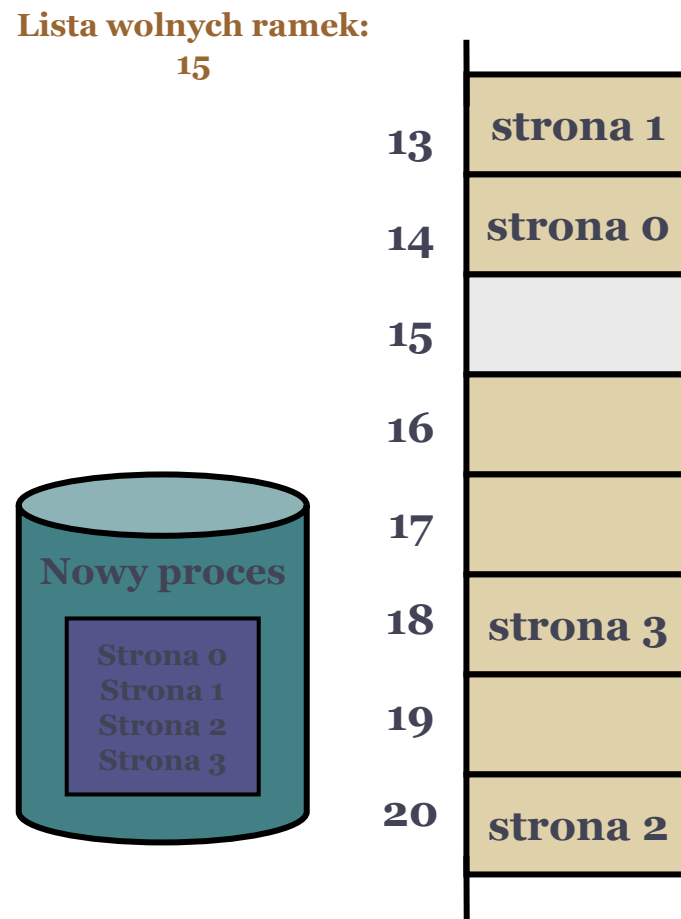 Lista wolnych ramek:
15
13 strona 1
14 strona 0
15
16
17
18 strona 3
19
20 strona 2
Nowy proces
Strona 0
Strona 1
Strona 2
Strona 3